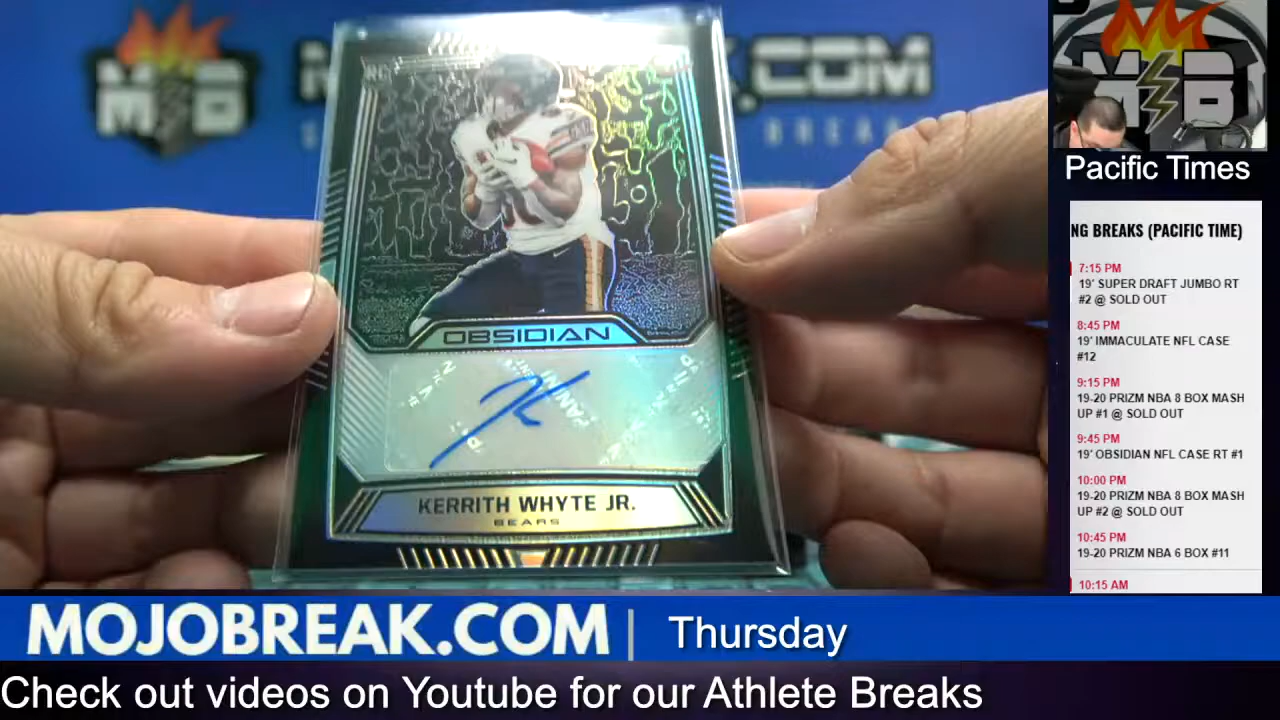 M B
RC
OBSIDIAN
PANINI
KERRITH WHYTE JR.
BEARS
M B
Pacific Times
NG BREAKS (PACIFIC TIME)
7:15 PM
19' SUPER DRAFT JUMBO RT
#2 @ SOLD OUT
8:45 PM
19' IMMACULATE NFL CASE
#12
9:15 PM
19-20 PRIZM NBA 8 BOX MASH
UP #1 @ SOLD OUT
9:45 PM
19' OBSIDIAN NFL CASE RT #1
10:00 PM
19-20 PRIZM NBA 8 BOX MASH
UP #2 @ SOLD OUT
10:45 PM
19-20 PRIZM NBA 6 BOX #11
10:15 AM
MOJOBREAK.COM | Thursday
Check out videos on Youtube for our Athlete Breaks